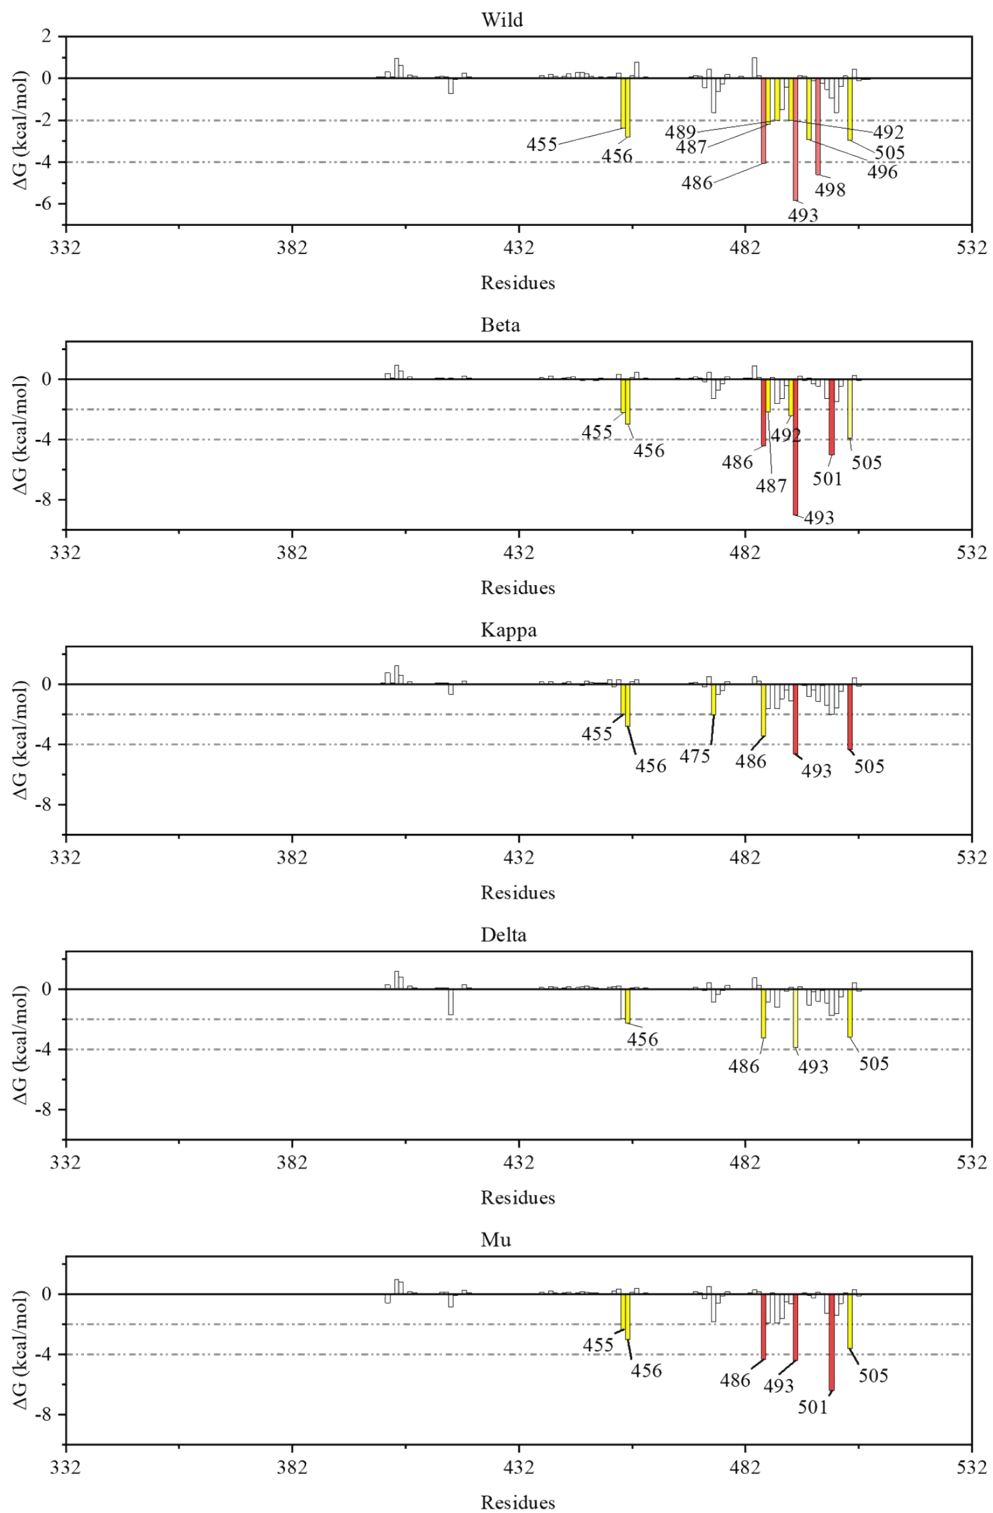 Wild
2
0
-2
-4
-6
ΔG (kcal/mol)
455
456
489
487
486
492
505
496
498
493
332 382 432 482 532
Residues
Beta
0
-4
-8
ΔG (kcal/mol)
455
456
486
487
492
493
501
505
332 382 432 482 532
Residues
Kappa
0
-4
-8
ΔG (kcal/mol)
455
456
475
486
493
505
332 382 432 482 532
Residues
Delta
0
-4
-8
ΔG (kcal/mol)
456
486
493
505
332 382 432 482 532
Residues
Mu
0
-4
-8
ΔG (kcal/mol)
455
456
486
493
501
505
332 382 432 482 532
Residues